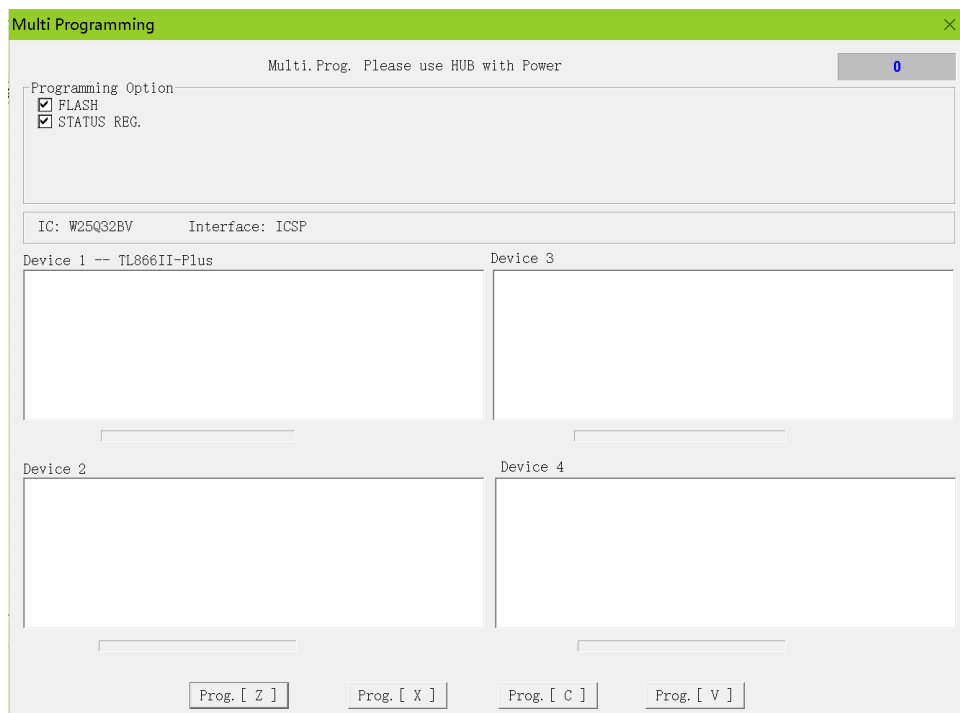 Multi Programming
Multi.Prog. Please use HUB with Power
0
Programming Option
FLASH
STATUS REG.
IC: W25Q32BV Interface: ICSP
Device 1 -- TL866II-Plus
Device 3
Device 2
Device 4
Prog.[ Z ] Prog.[ X ] Prog.[ C ] Prog.[ V ]